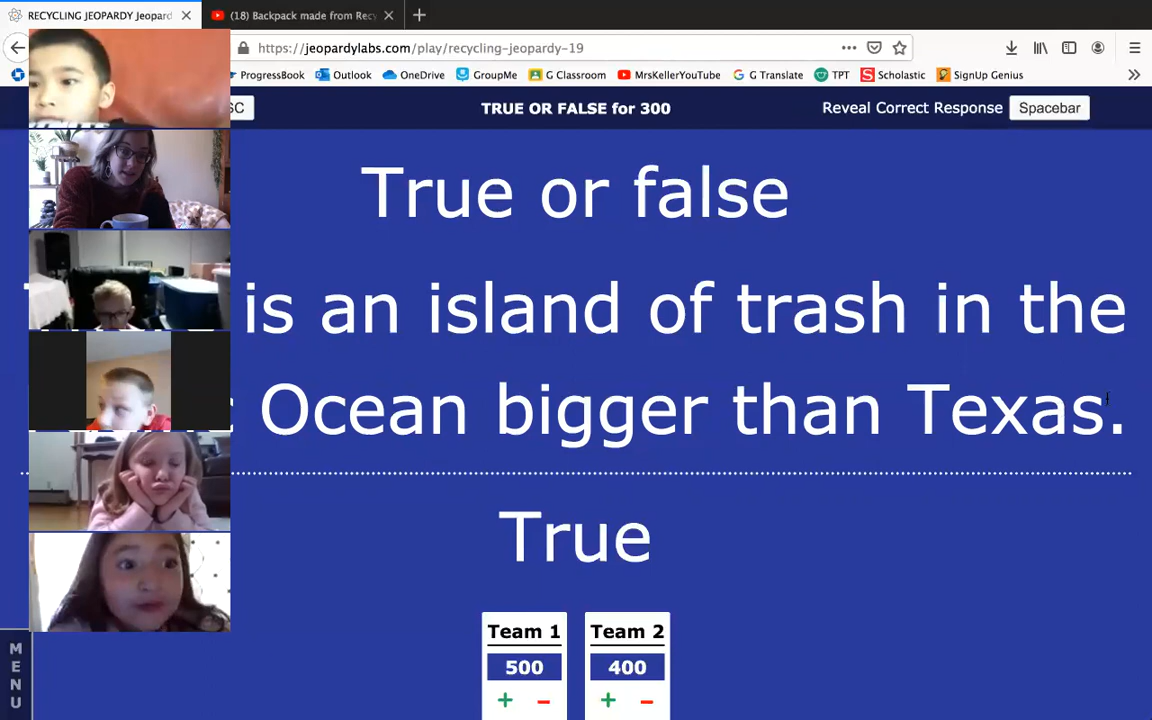 RECYCLING JEOPARDY Jeopard
(18) Backpack made from Recy
https://jeopardylabs.com/play/recycling-jeopardy-19
ProgressBook Outlook OneDrive GroupMe G Classroom MrsKellerYouTube G Translate TPT Scholastic SignUp Genius
SC TRUE OR FALSE for 300 Reveal Correct Response Spacebar
True or false
is an island of trash in the
Ocean bigger than Texas.
True
Team 1 Team 2
500 400
+ − + −
MENU